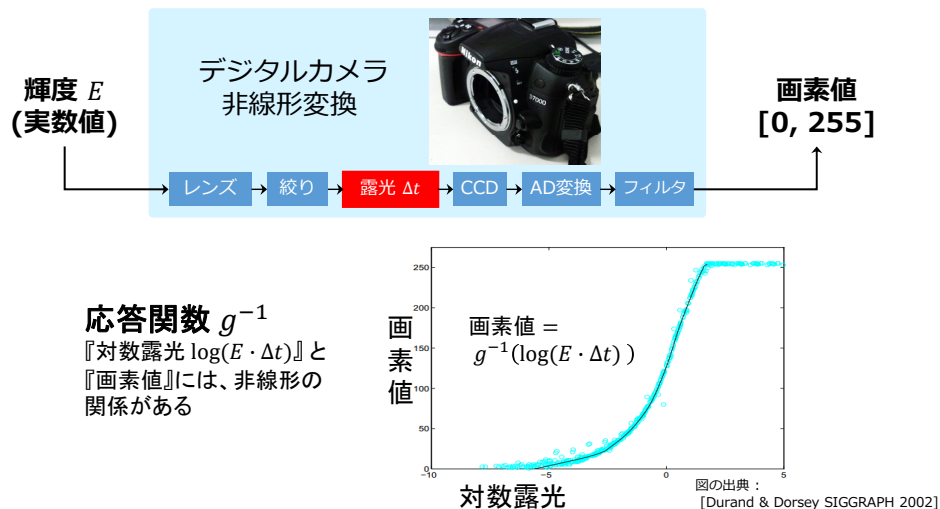 デジタルカメラ
非線形変換
Nikon
D7000
輝度 E
(実数値)
画素値
[0, 255]
レンズ
絞り
露光 Δt
CCD
AD変換
フィルタ
応答関数 g⁻¹
『対数露光 log(E · Δt)』と
『画素値』には、非線形の
関係がある
画素値
画素値 =
g⁻¹(log(E · Δt) )
250
200
150
100
50
0
-10
-5
0
5
対数露光
図の出典：
[Durand & Dorsey SIGGRAPH 2002]